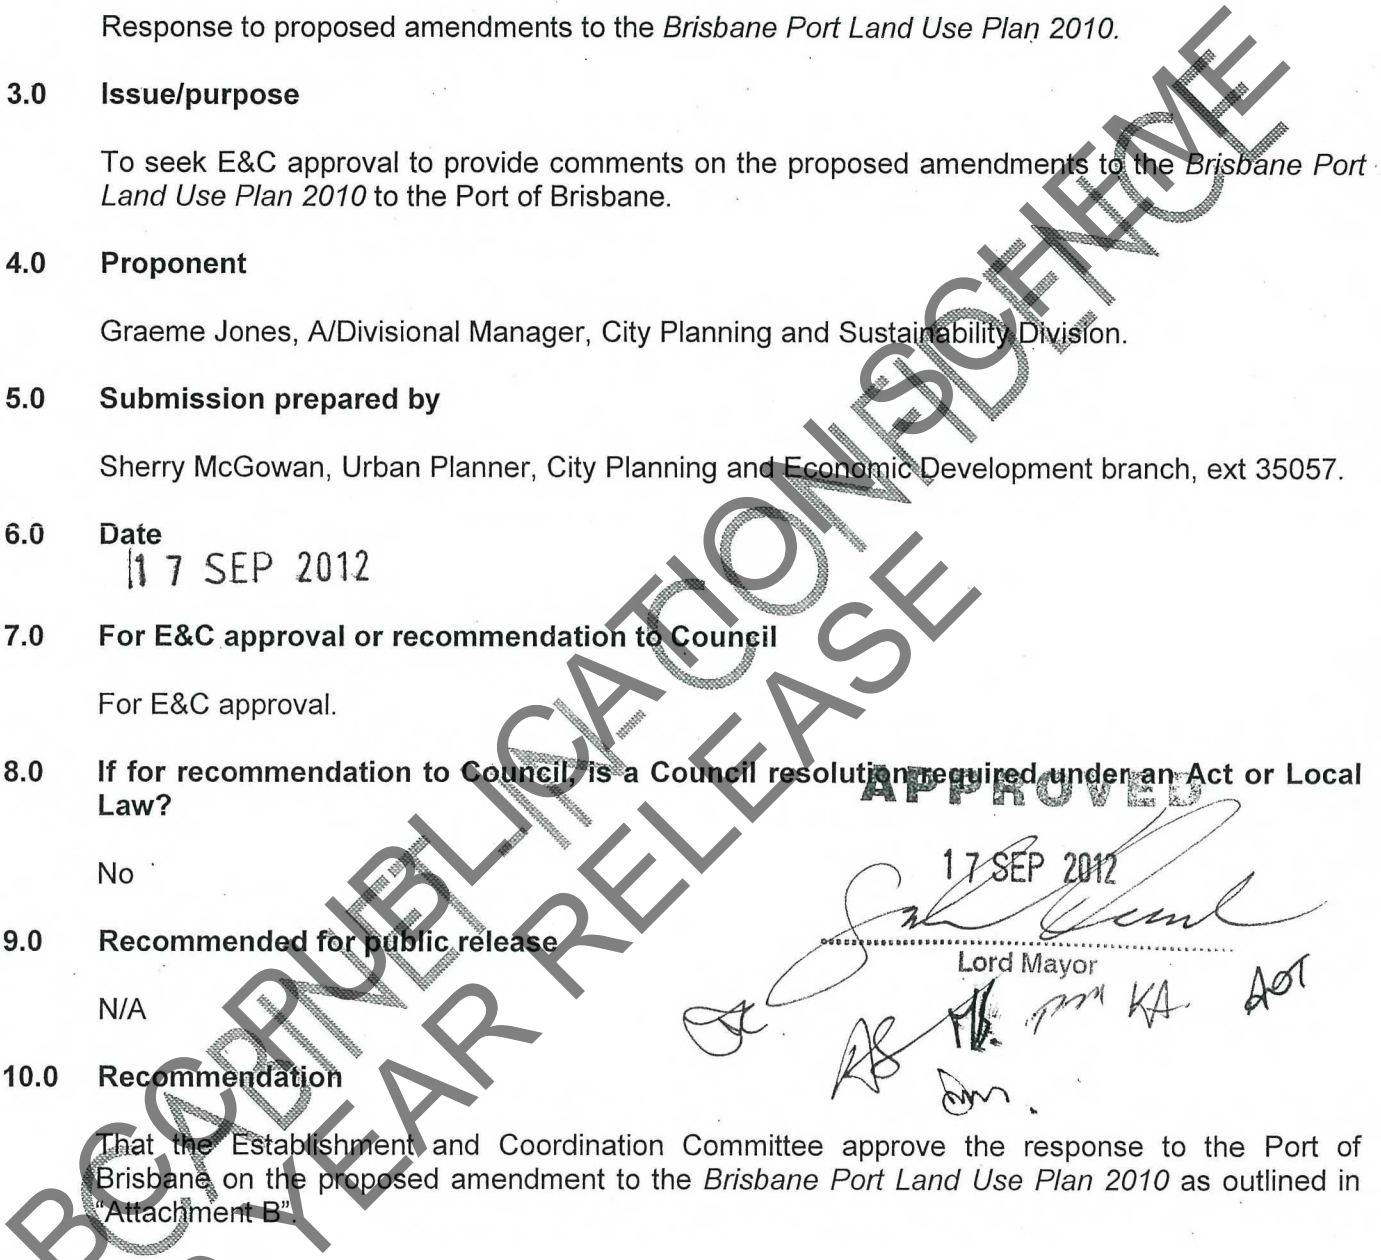 Response to proposed amendments to the Brisbane Port Land Use Plan 2010.
3.0 Issue/purpose
To seek E&C approval to provide comments on the proposed amendments to the Brisbane Port
Land Use Plan 2010 to the Port of Brisbane.
4.0 Proponent
Graeme Jones, A/Divisional Manager, City Planning and Sustainability Division.
5.0 Submission prepared by
Sherry McGowan, Urban Planner, City Planning and Economic Development branch, ext 35057.
6.0 Date
17 SEP 2012
7.0 For E&C approval or recommendation to Council
For E&C approval.
8.0 If for recommendation to Council, is a Council resolution required under an Act or Local
Law?
APPROVED
No
17 SEP 2012
9.0 Recommended for public release
Lord Mayor
N/A
KA
AS
10.0 Recommendation
That the Establishment and Coordination Committee approve the response to the Port of
Brisbane on the proposed amendment to the Brisbane Port Land Use Plan 2010 as outlined in
"Attachment B".
BCC PUBLICATION SCHEME
CABINET IN CONFIDENCE
YEAR RELEASE